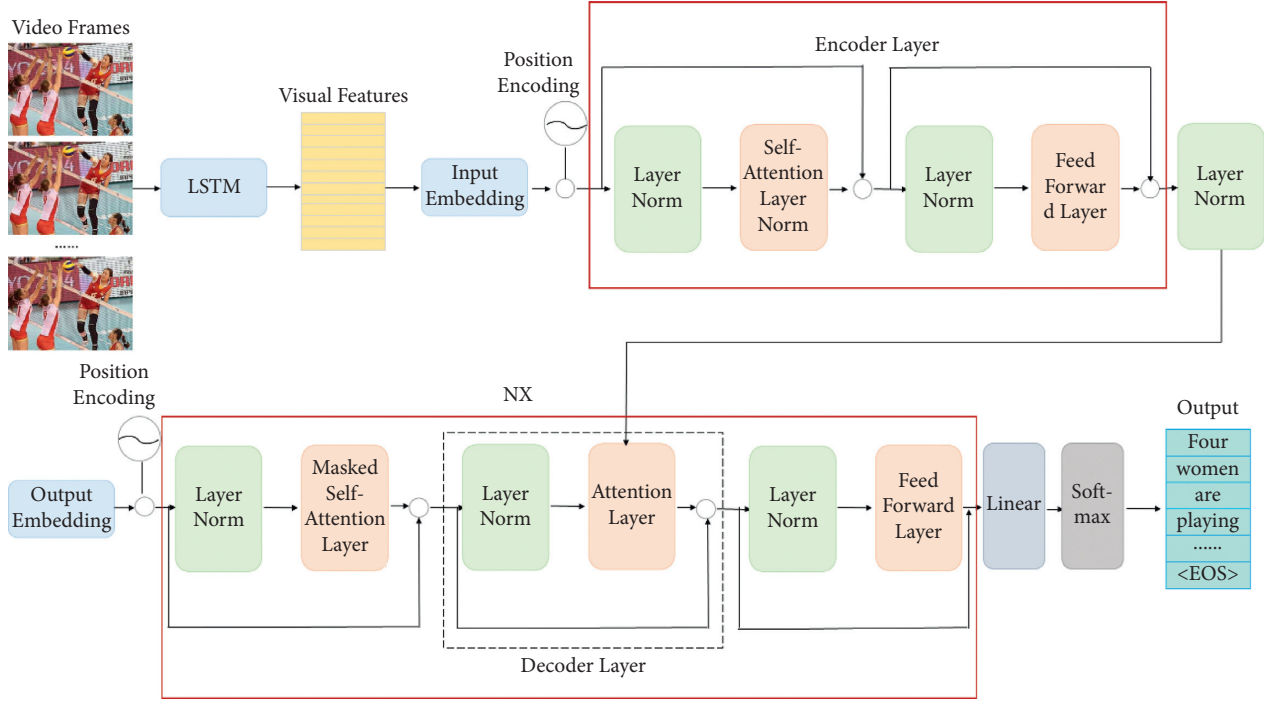 Video Frames
......
LSTM
Visual Features
Input
Embedding
Position
Encoding
Encoder Layer
Layer
Norm
Self-
Attention
Layer
Norm
Layer
Norm
Feed
Forwar
d Layer
Layer
Norm
Position
Encoding
NX
Output
Embedding
Layer
Norm
Masked
Self-
Attention
Layer
Layer
Norm
Attention
Layer
Decoder Layer
Layer
Norm
Feed
Forward
Layer
Linear
Soft-
max
Output
Four
women
are
playing
......
<EOS>